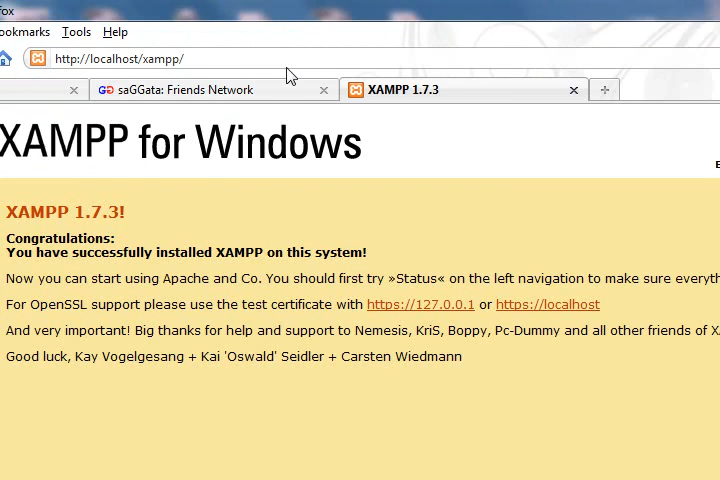 fox
ookmarks Tools Help
http://localhost/xampp/
saGGata: Friends Network XAMPP 1.7.3
XAMPP for Windows
XAMPP 1.7.3!
Congratulations:
You have successfully installed XAMPP on this system!
Now you can start using Apache and Co. You should first try »Status« on the left navigation to make sure everyth
For OpenSSL support please use the test certificate with https://127.0.0.1 or https://localhost
And very important! Big thanks for help and support to Nemesis, KriS, Boppy, Pc-Dummy and all other friends of X
Good luck, Kay Vogelgesang + Kai 'Oswald' Seidler + Carsten Wiedmann